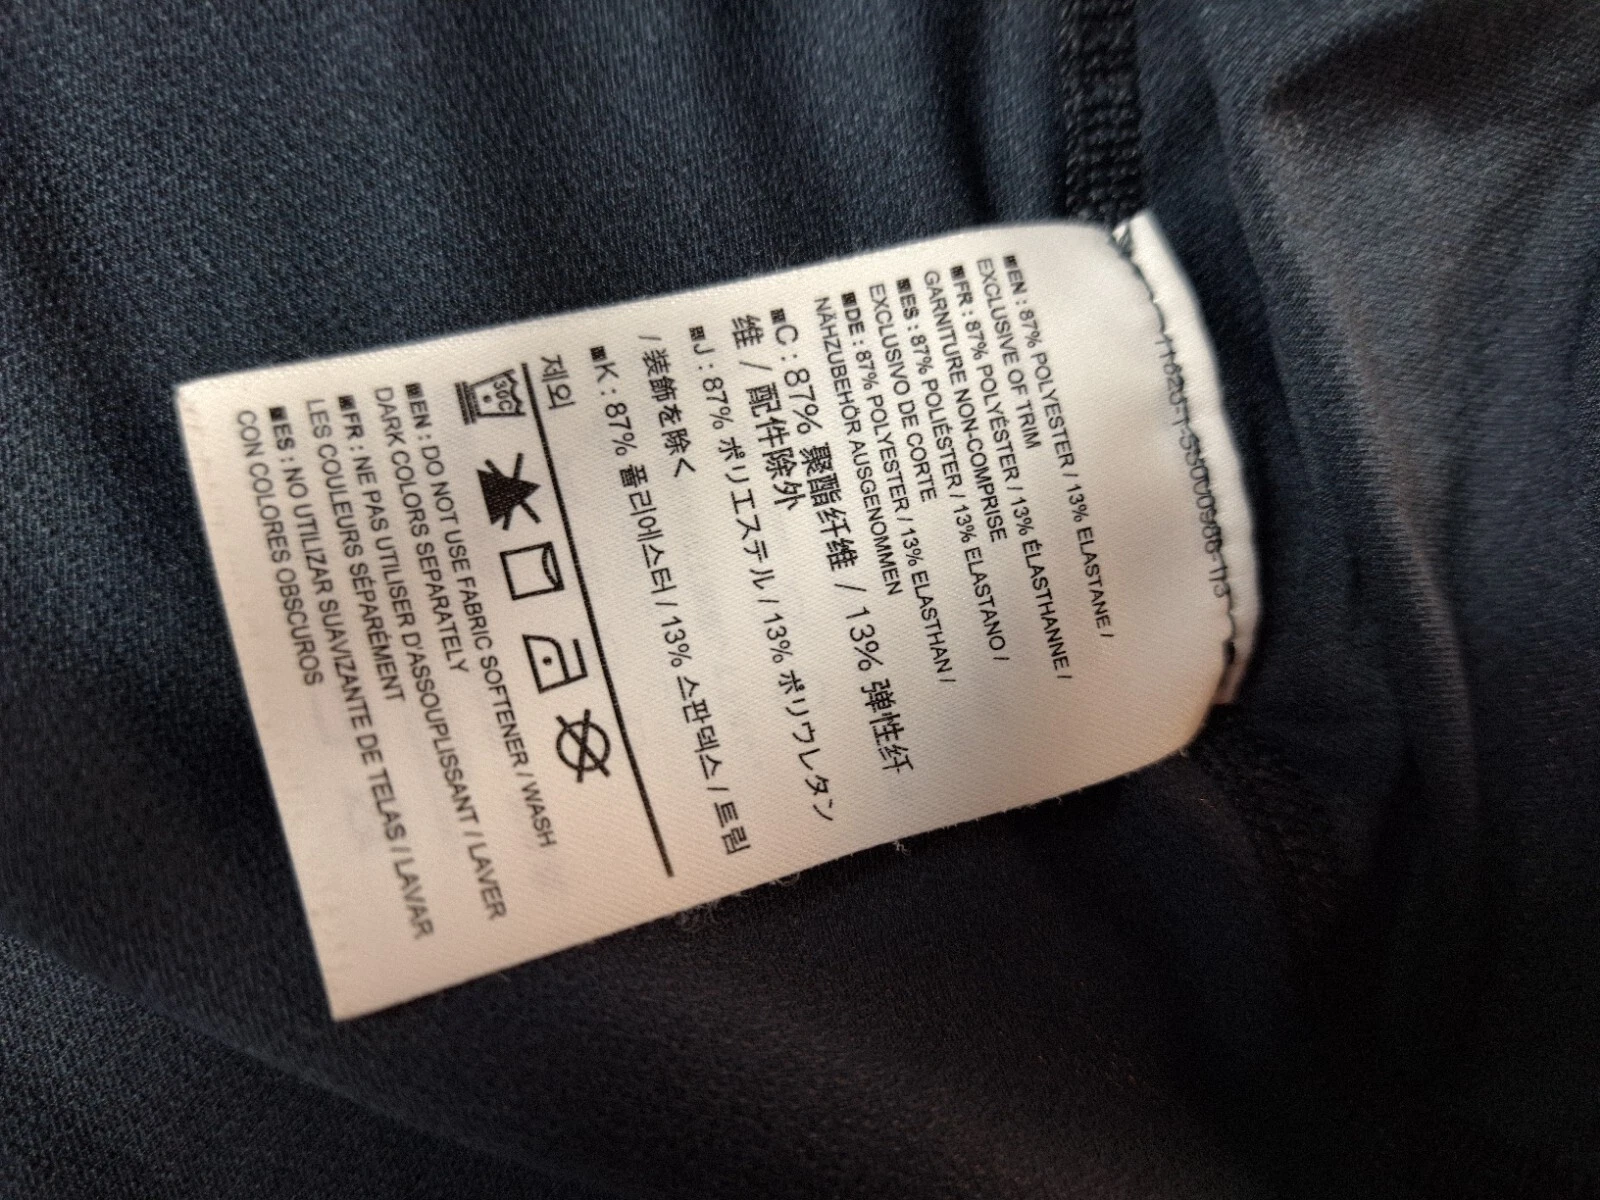 EN : 87% POLYESTER / 13% ELASTANE /
EXCLUSIVE OF TRIM
FR : 87% POLYÉSTER / 13% ÉLASTHANNE /
GARNITURE NON-COMPRISE
ES : 87% POLIÉSTER / 13% ELASTANO /
EXCLUSIVO DE CORTE
DE : 87% POLYESTER / 13% ELASTHAN /
NÄHZUBEHÖR AUSGENOMMEN
C : 87% 聚酯纤维 / 13% 弹性纤
维 / 配件除外
J : 87% ポリエステル / 13% ポリウレタン
/ 装飾を除く
K : 87% 폴리에스터 / 13% 스판덱스 / 트림
제외
30C
EN : DO NOT USE FABRIC SOFTENER / WASH
DARK COLORS SEPARATELY
FR : NE PAS UTILISER D'ASSOUPLISSANT / LAVER
LES COULEURS SÉPARÉMENT
ES : NO UTILIZAR SUAVIZANTE DE TELAS / LAVAR
CON COLORES OBSCUROS